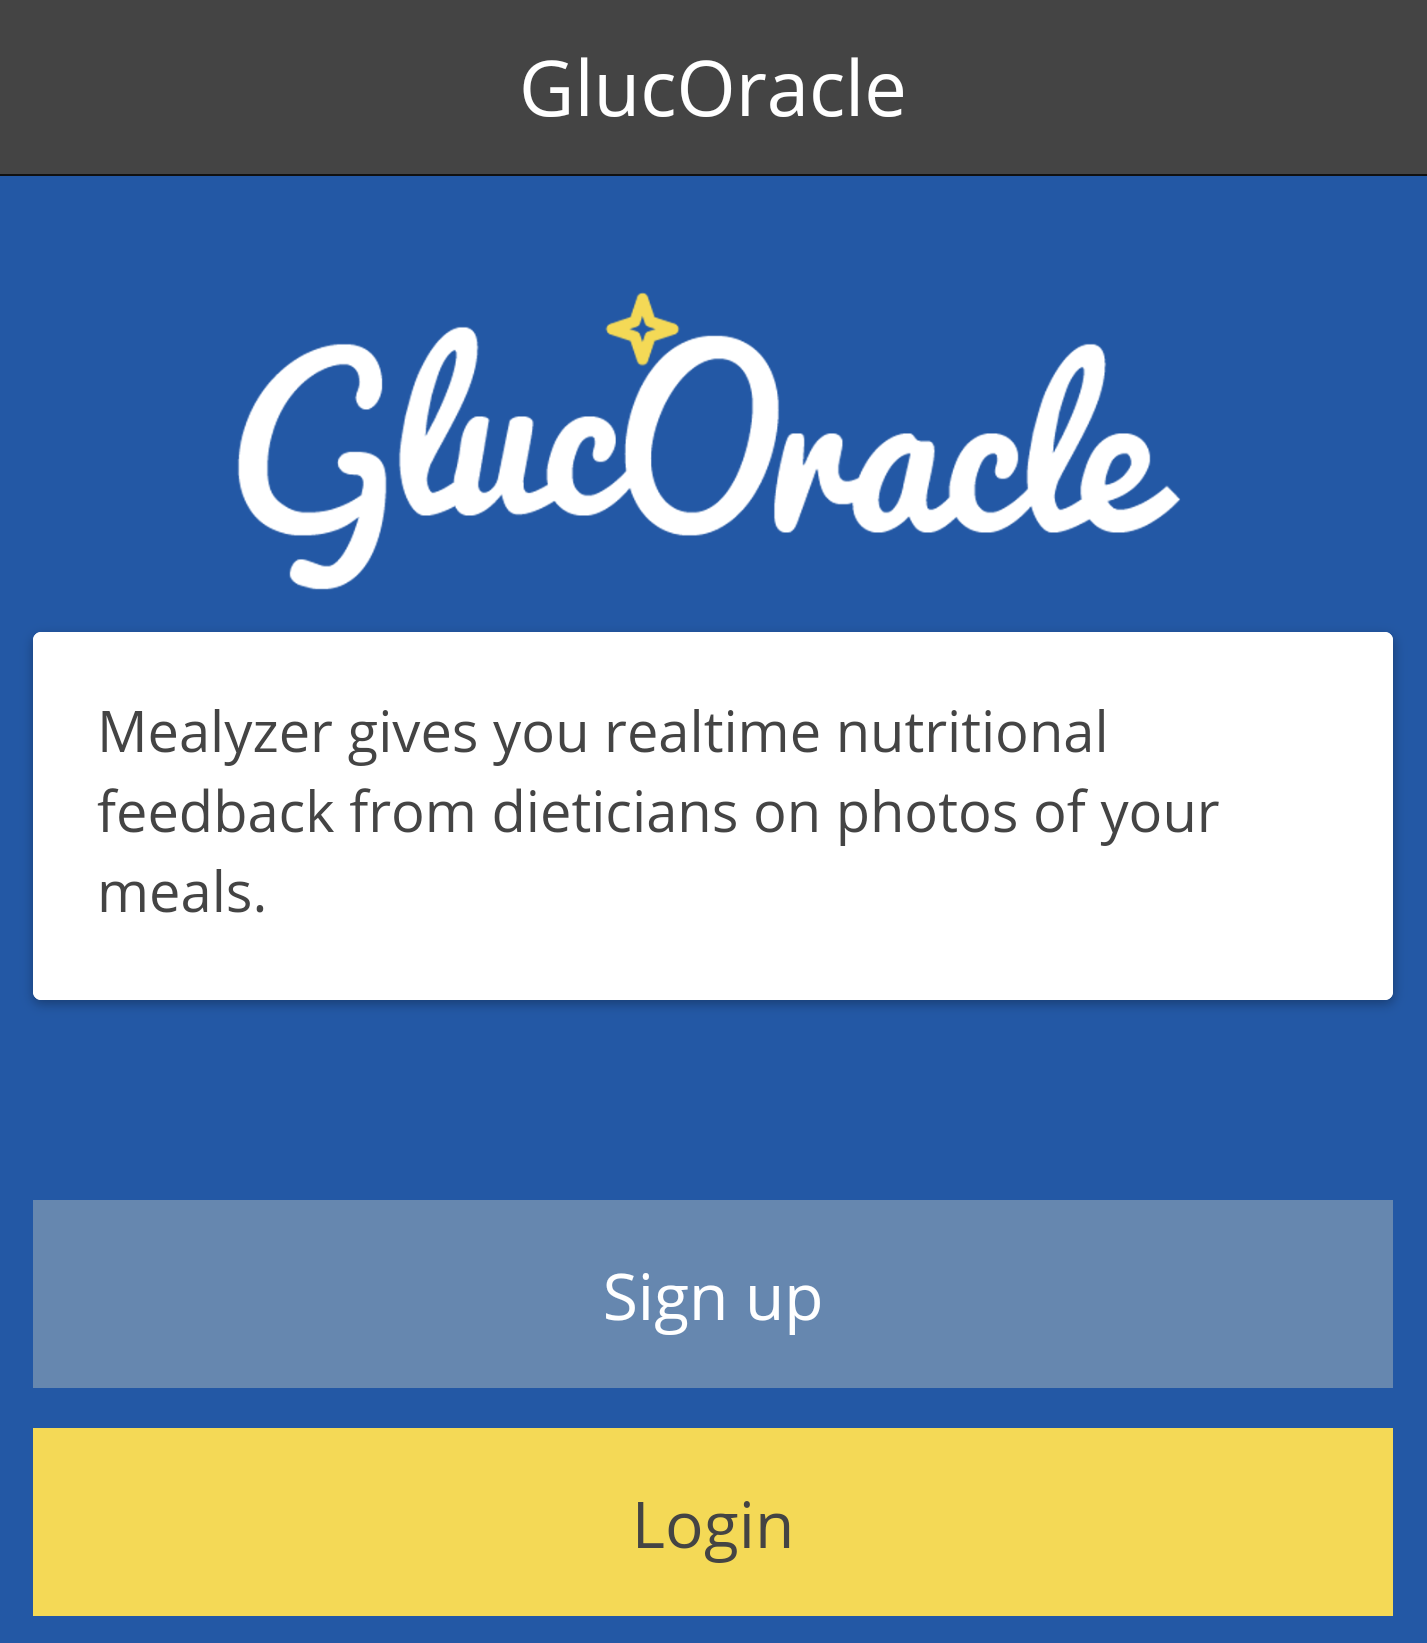 GlucOracle
GlucOracle
Mealyzer gives you realtime nutritional
feedback from dieticians on photos of your
meals.
Sign up
Login